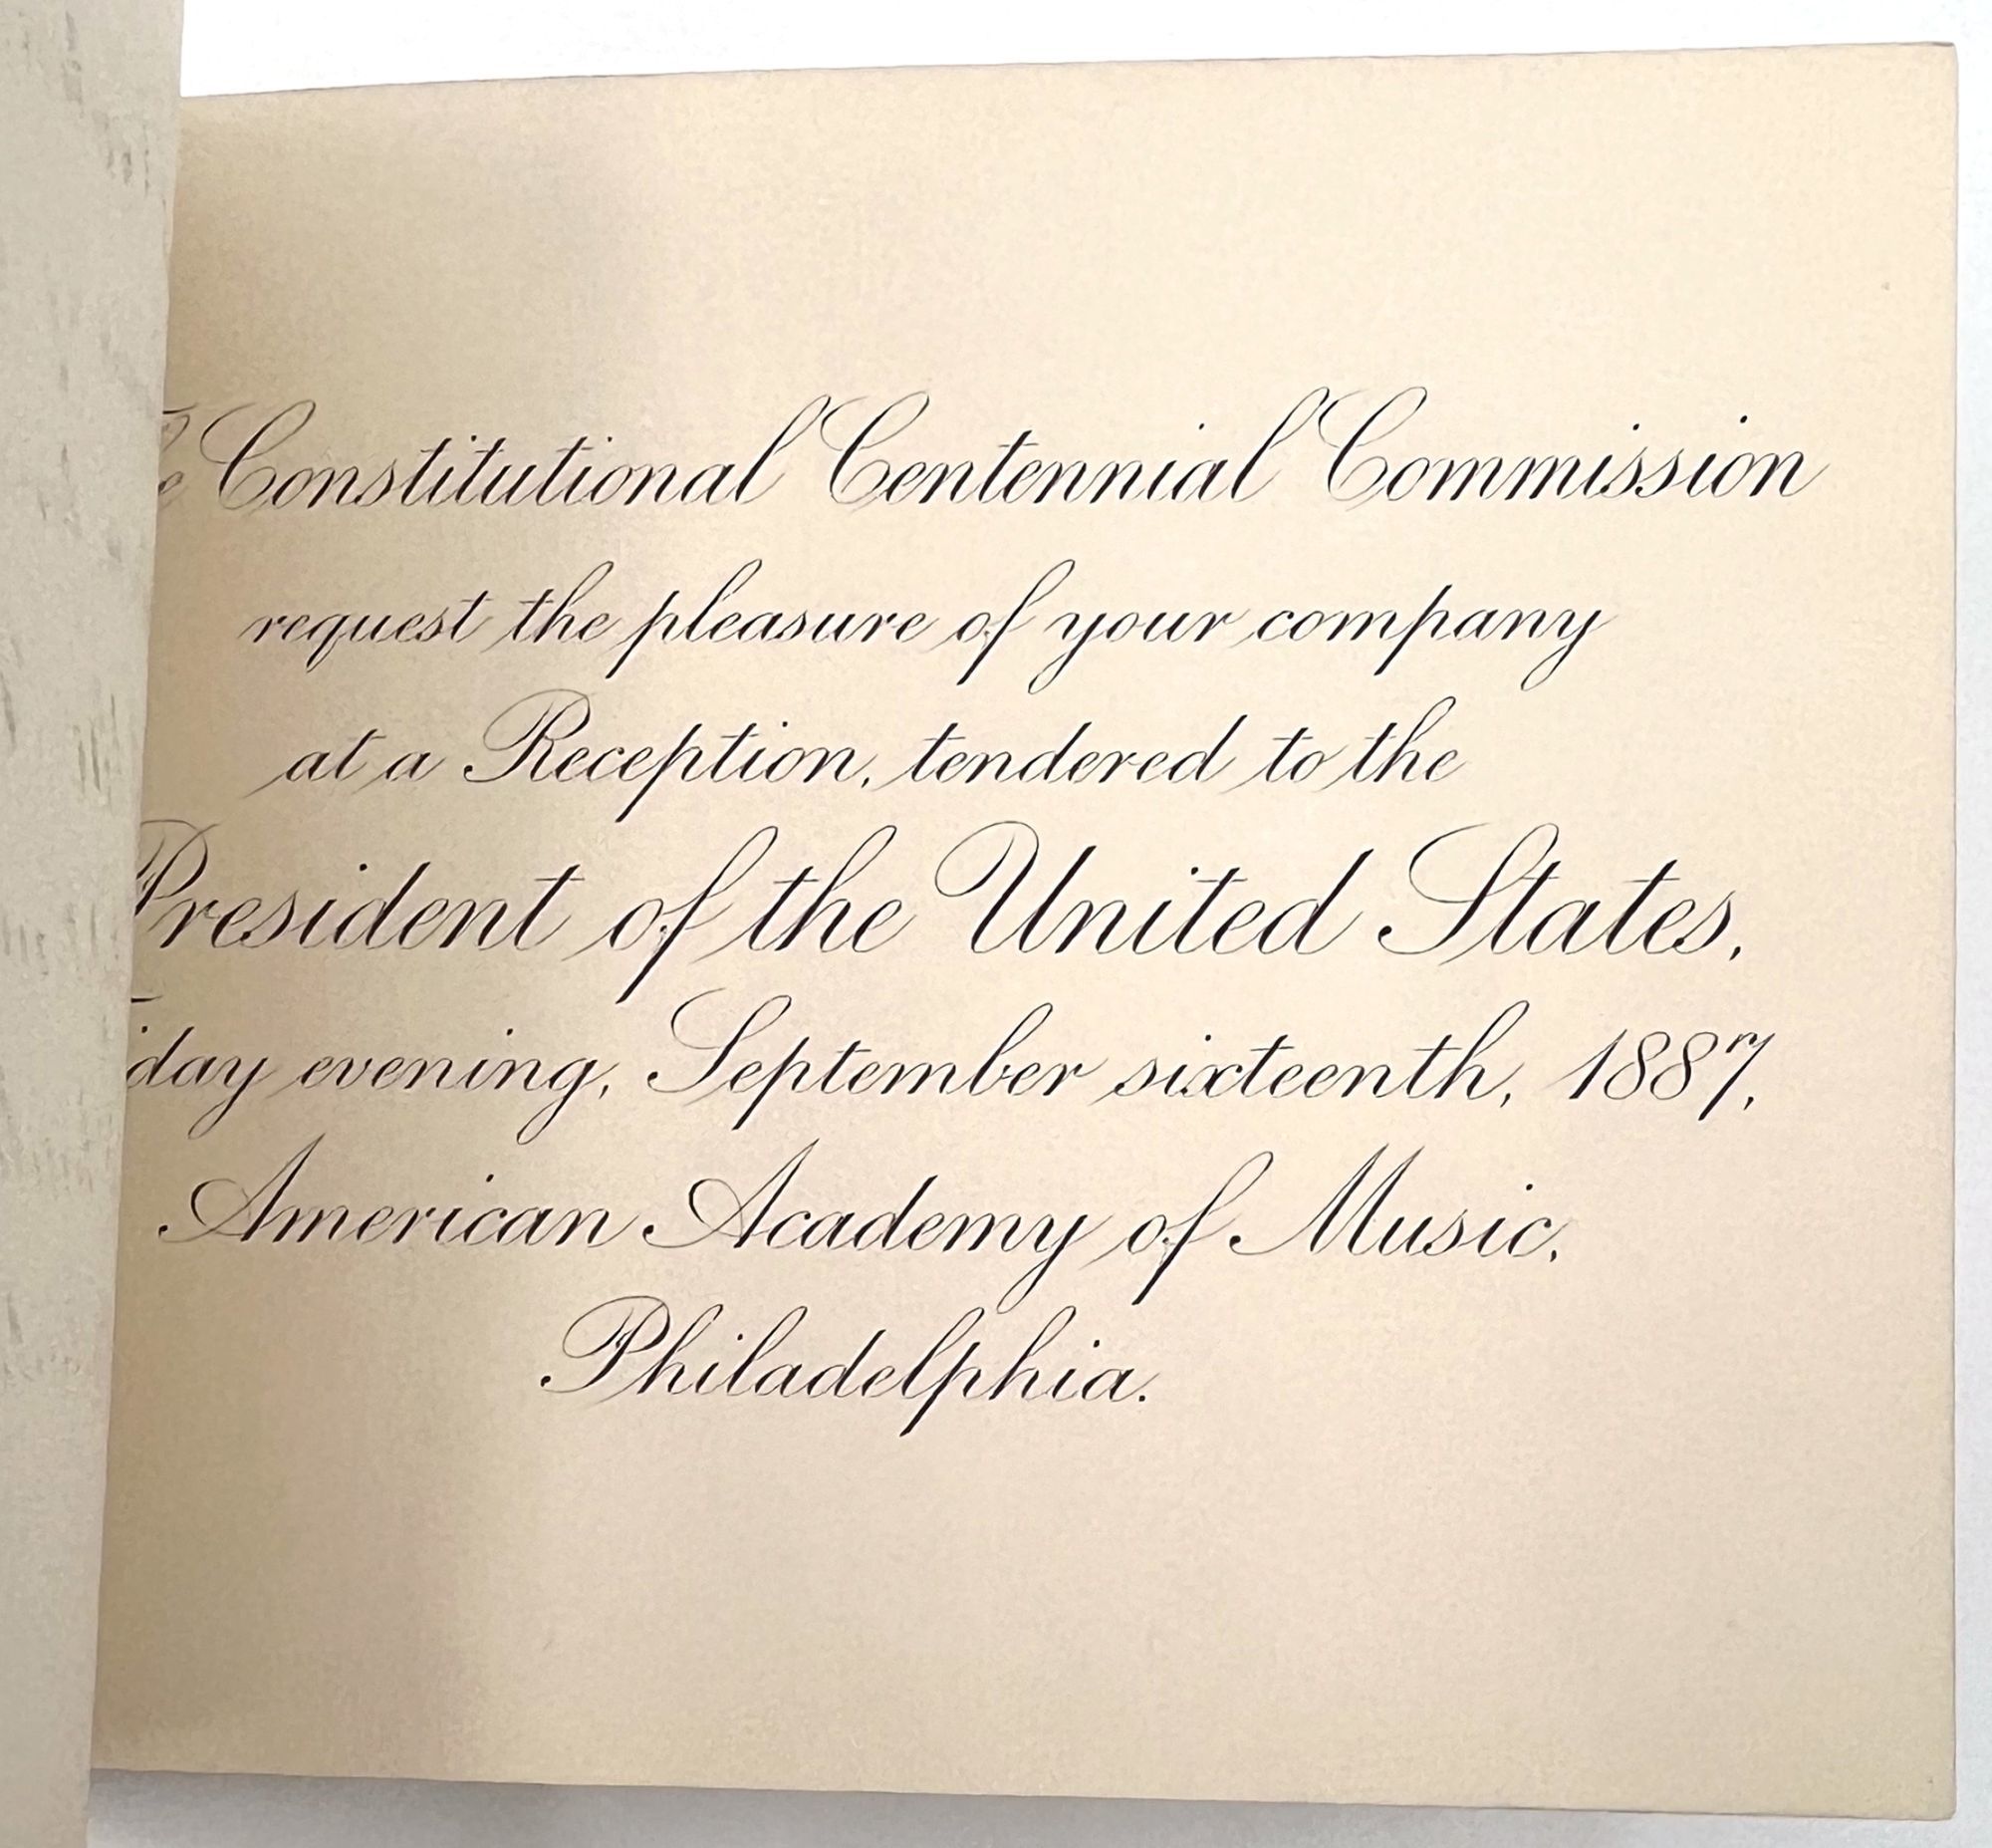 Constitutional Centennial Commission
request the pleasure of your company
at a Reception, tendered to the
President of the United States,
day evening, September sixteenth, 1887,
American Academy of Music,
Philadelphia.